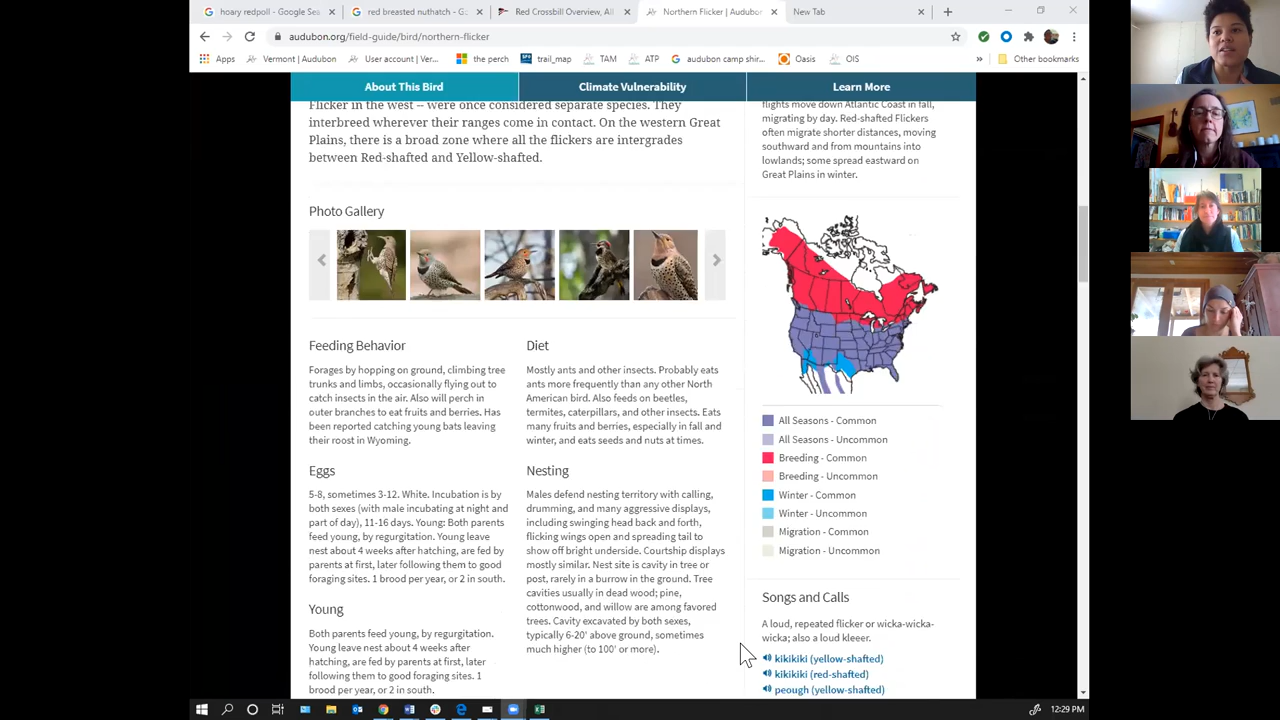 hoary redpoll - Google Sea
red breasted nuthatch - G
Red Crossbill Overview, All
Northern Flicker | Audubon
New Tab
audubon.org/field-guide/bird/northern-flicker
Apps
Vermont | Audubon
User account | Audu
the perch
trail_map
TAM
ATP
audubon camp shir...
Oasis
OIS
Other bookmarks
About This Bird
Climate Vulnerability
Learn More
Flicker in the west -- were once considered separate species. They
interbreed wherever their ranges come in contact. On the western Great
Plains, there is a broad zone where all the flickers are intergrades
between Red-shafted and Yellow-shafted.
Photo Gallery
Feeding Behavior
Forages by hopping on ground, climbing tree
trunks and limbs, occasionally flying out to
catch insects in the air. Also will perch in
outer branches to eat fruits and berries. Has
been reported catching young bats leaving
their roost in Wyoming.
Eggs
5-8, sometimes 3-12. White. Incubation is by
both sexes (with male incubating at night and
part of day), 11-16 days. Young: Both parents
feed young, by regurgitation. Young leave
nest about 4 weeks after hatching, are fed by
parents at first, later following them to good
foraging sites. 1 brood per year, or 2 in south.
Young
Both parents feed young, by regurgitation.
Young leave nest about 4 weeks after
hatching, are fed by parents at first, later
following them to good foraging sites. 1
brood per year, or 2 in south.
Diet
Mostly ants and other insects. Probably eats
ants more frequently than any other North
American bird. Also feeds on beetles,
termites, caterpillars, and other insects. Eats
many fruits and berries, especially in fall and
winter, and eats seeds and nuts at times.
Nesting
Males defend nesting territory with calling,
drumming, and many aggressive displays,
including swinging head back and forth,
flicking wings open and spreading tail to
show off bright underside. Courtship displays
mostly similar. Nest site is cavity in tree or
post, rarely in a burrow in the ground. Tree
cavities usually in dead wood; pine,
cottonwood, and willow are among favored
trees. Cavity excavated by both sexes,
typically 6-20' above ground, sometimes
much higher (to 100' or more).
flights move down Atlantic Coast in fall,
migrating by day. Red-shafted Flickers
often migrate shorter distances, moving
southward and from mountains into
lowlands; some spread eastward on
Great Plains in winter.
All Seasons - Common
All Seasons - Uncommon
Breeding - Common
Breeding - Uncommon
Winter - Common
Winter - Uncommon
Migration - Common
Migration - Uncommon
Songs and Calls
A loud, repeated flicker or wicka-wicka-
wicka; also a loud kleeer.
kikikiki (yellow-shafted)
kikikiki (red-shafted)
peough (yellow-shafted)
12:29 PM